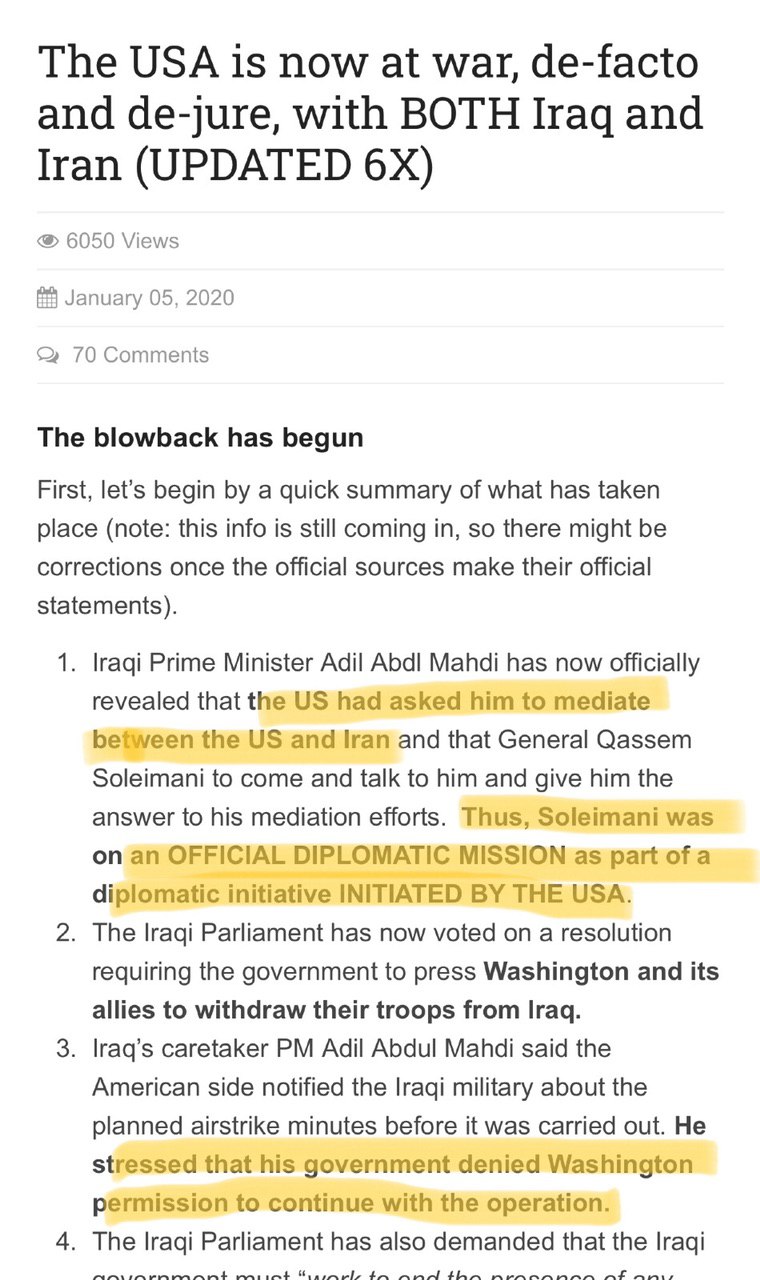 The USA is now at war, de-facto
and de-jure, with BOTH Iraq and
Iran (UPDATED 6X)
6050 Views
January 05, 2020
70 Comments
The blowback has begun
First, let’s begin by a quick summary of what has taken
place (note: this info is still coming in, so there might be
corrections once the official sources make their official
statements).
1. Iraqi Prime Minister Adil Abdl Mahdi has now officially
revealed that the US had asked him to mediate
between the US and Iran and that General Qassem
Soleimani to come and talk to him and give him the
answer to his mediation efforts. Thus, Soleimani was
on an OFFICIAL DIPLOMATIC MISSION as part of a
diplomatic initiative INITIATED BY THE USA.
2. The Iraqi Parliament has now voted on a resolution
requiring the government to press Washington and its
allies to withdraw their troops from Iraq.
3. Iraq’s caretaker PM Adil Abdul Mahdi said the
American side notified the Iraqi military about the
planned airstrike minutes before it was carried out. He
stressed that his government denied Washington
permission to continue with the operation.
4. The Iraqi Parliament has also demanded that the Iraqi
government must “work to end the presence of any